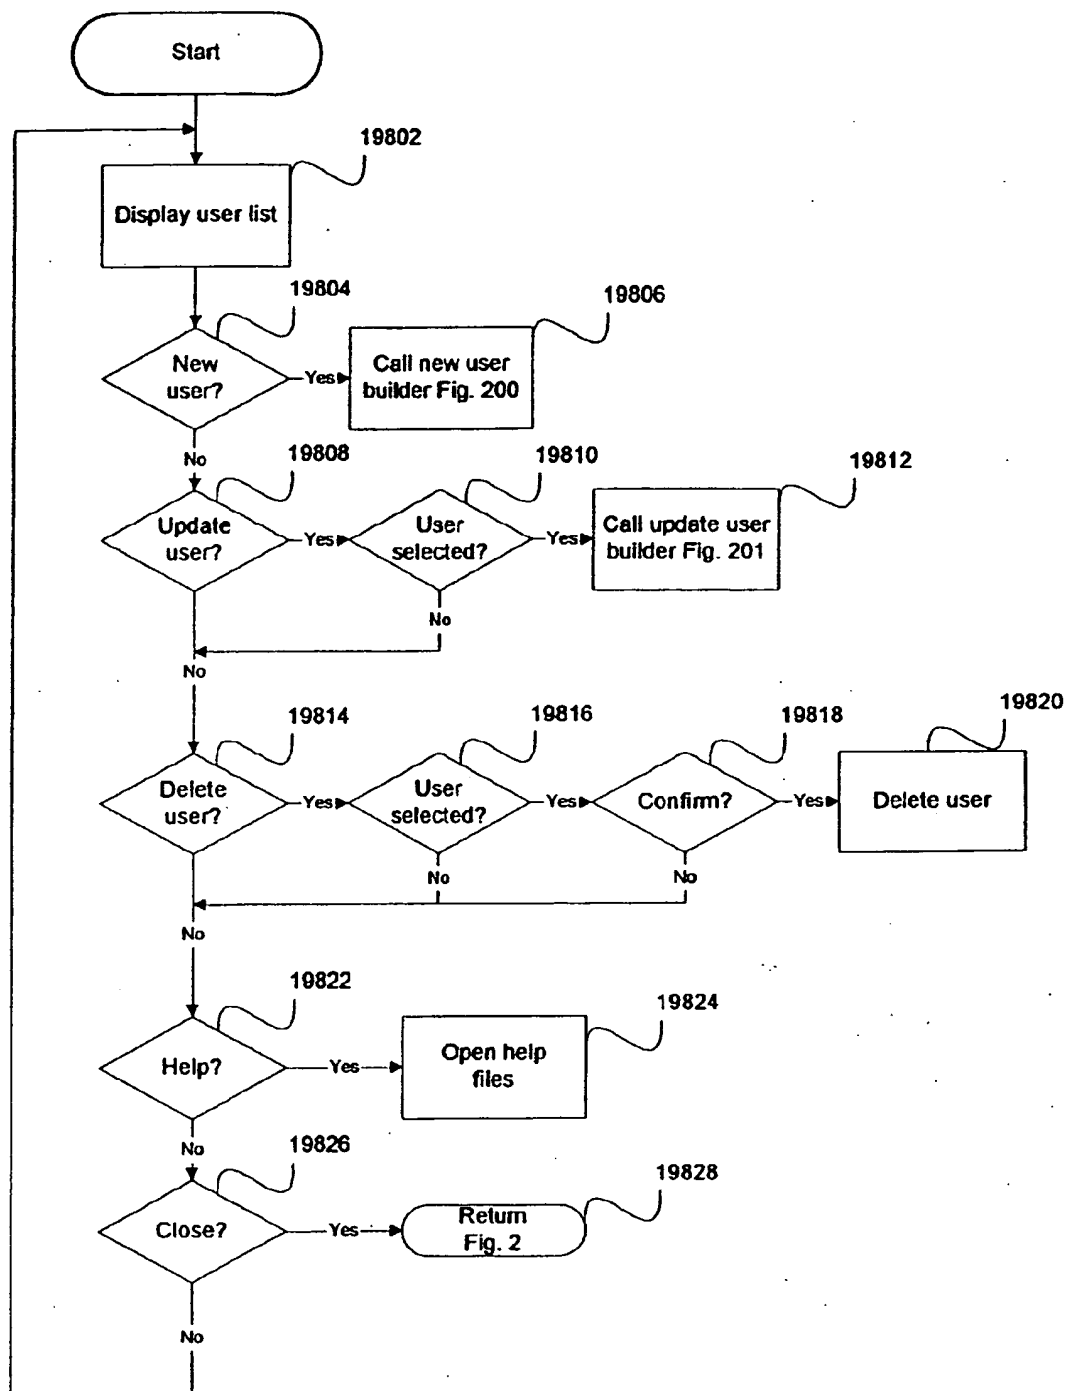 Start
19802
Display user list
19804
19806
New
user?
Yes
Call new user
builder Fig. 200
No
19808
19810
19812
Update
user?
Yes
User
selected?
Yes
Call update user
builder Fig. 201
No
No
19814
19816
19818
19820
Delete
user?
Yes
User
selected?
Yes
Confirm?
Yes
Delete user
No
No
No
19822
19824
Help?
Yes
Open help
files
No
19826
19828
Close?
Yes
Return
Fig. 2
No